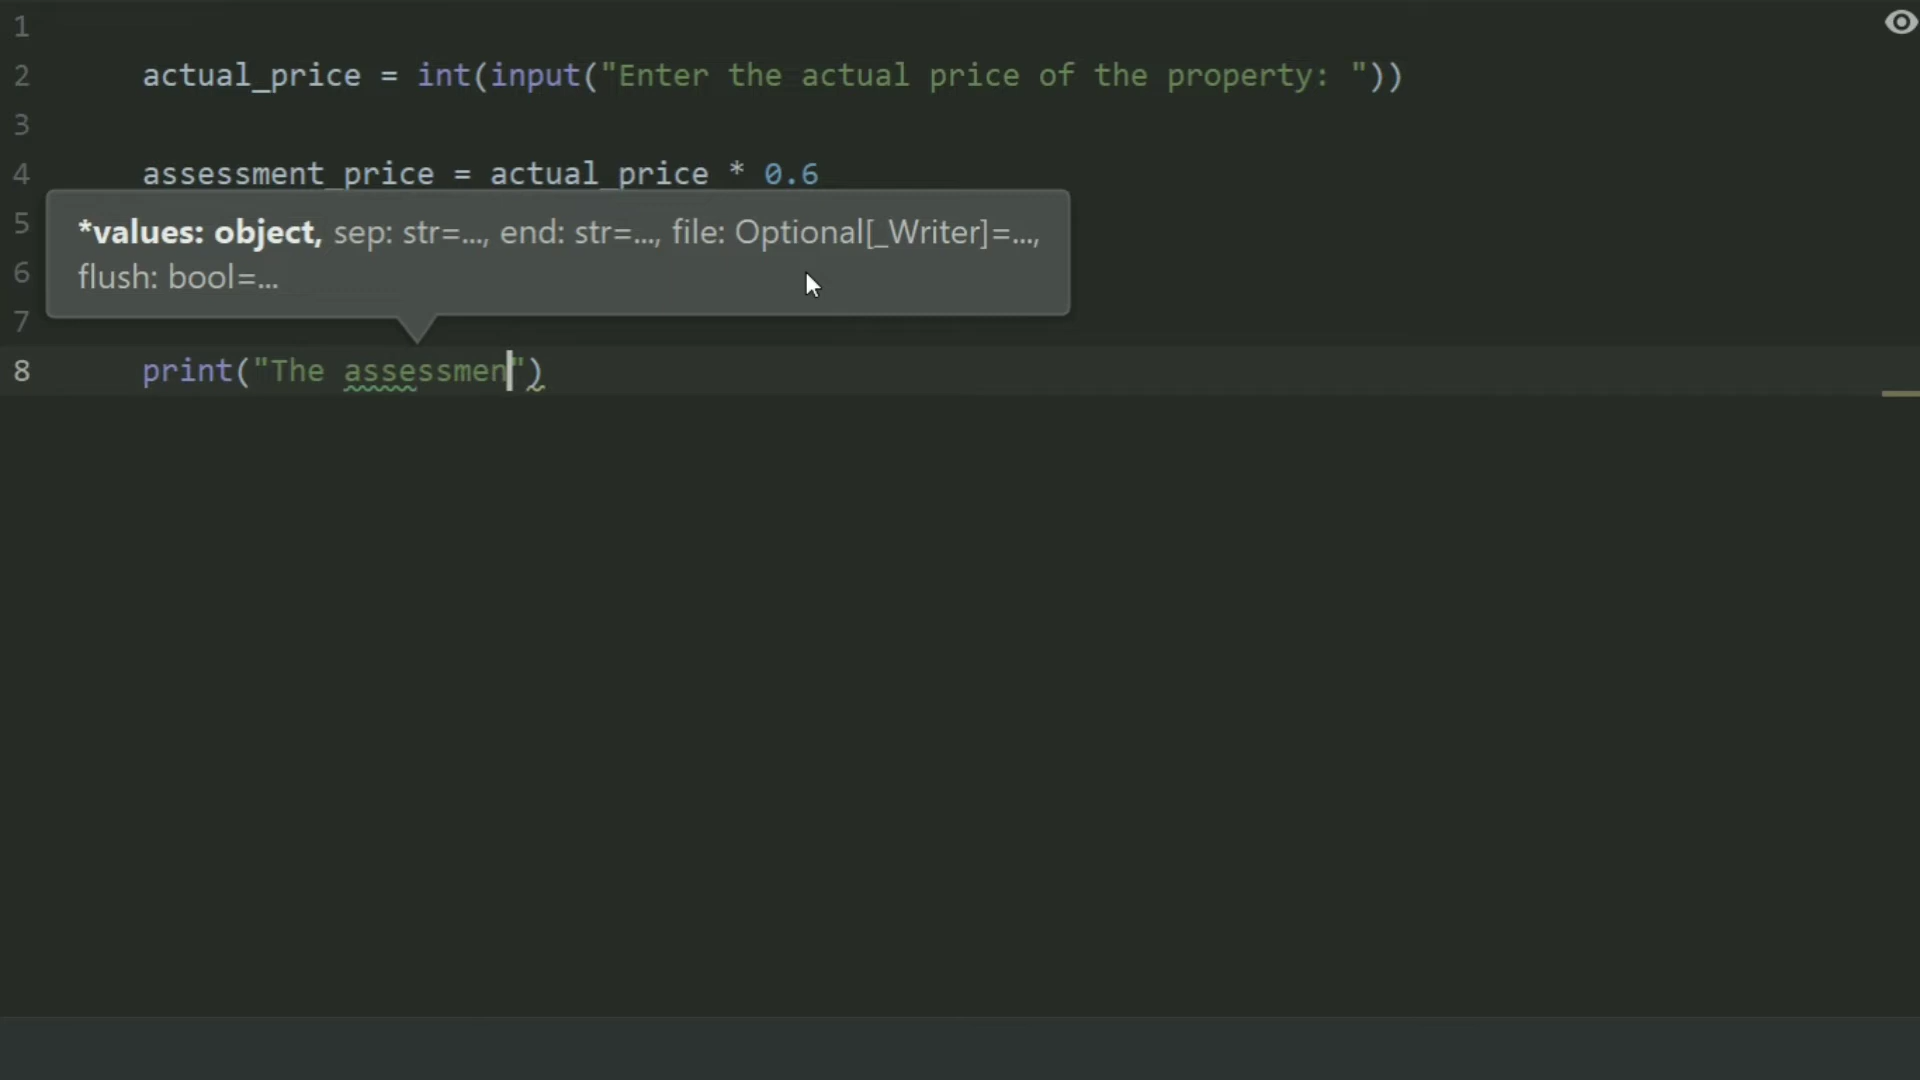 1
2 actual_price = int(input("Enter the actual price of the property: "))
3
4 assessment_price = actual_price * 0.6
5
*values: object, sep: str=..., end: str=..., file: Optional[_Writer]=...,
6
flush: bool=...
7
8 print("The assessmen")